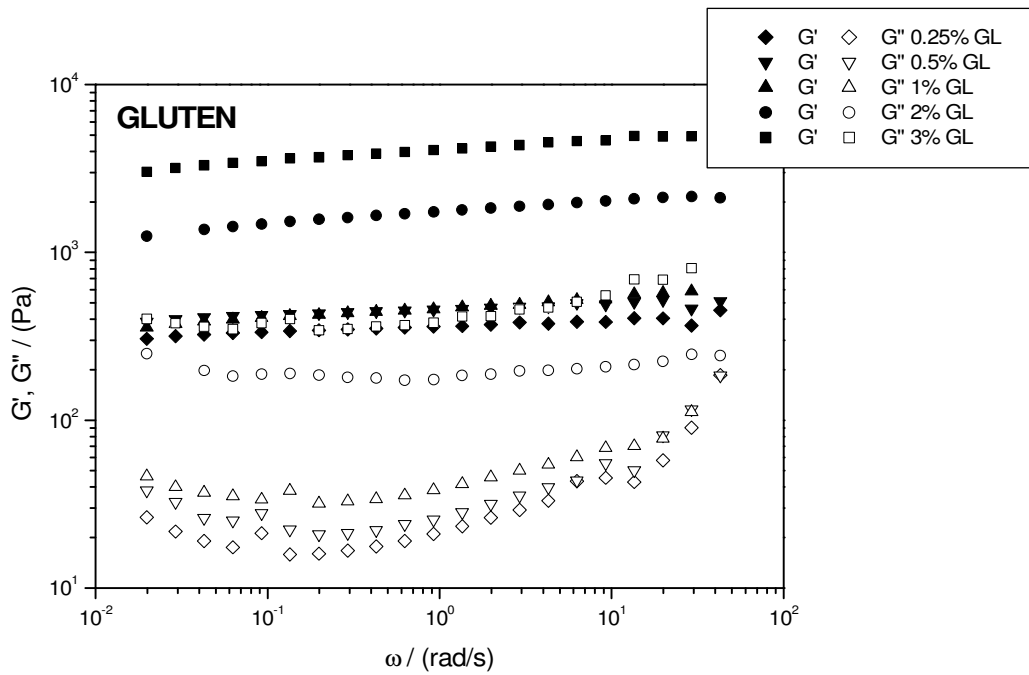 G' G" 0.25% GL
G' G" 0.5% GL
G' G" 1% GL
G' G" 2% GL
G' G" 3% GL
GLUTEN
10^4
10^3
10^2
10^1
G', G" / (Pa)
10^-2 10^-1 10^0 10^1 10^2
ω / (rad/s)